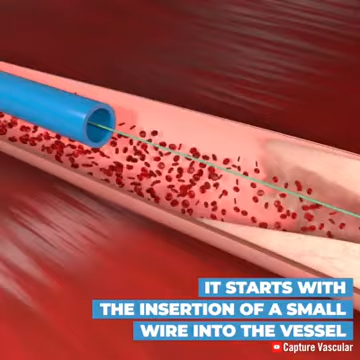 IT STARTS WITH
THE INSERTION OF A SMALL
WIRE INTO THE VESSEL
Capture Vascular